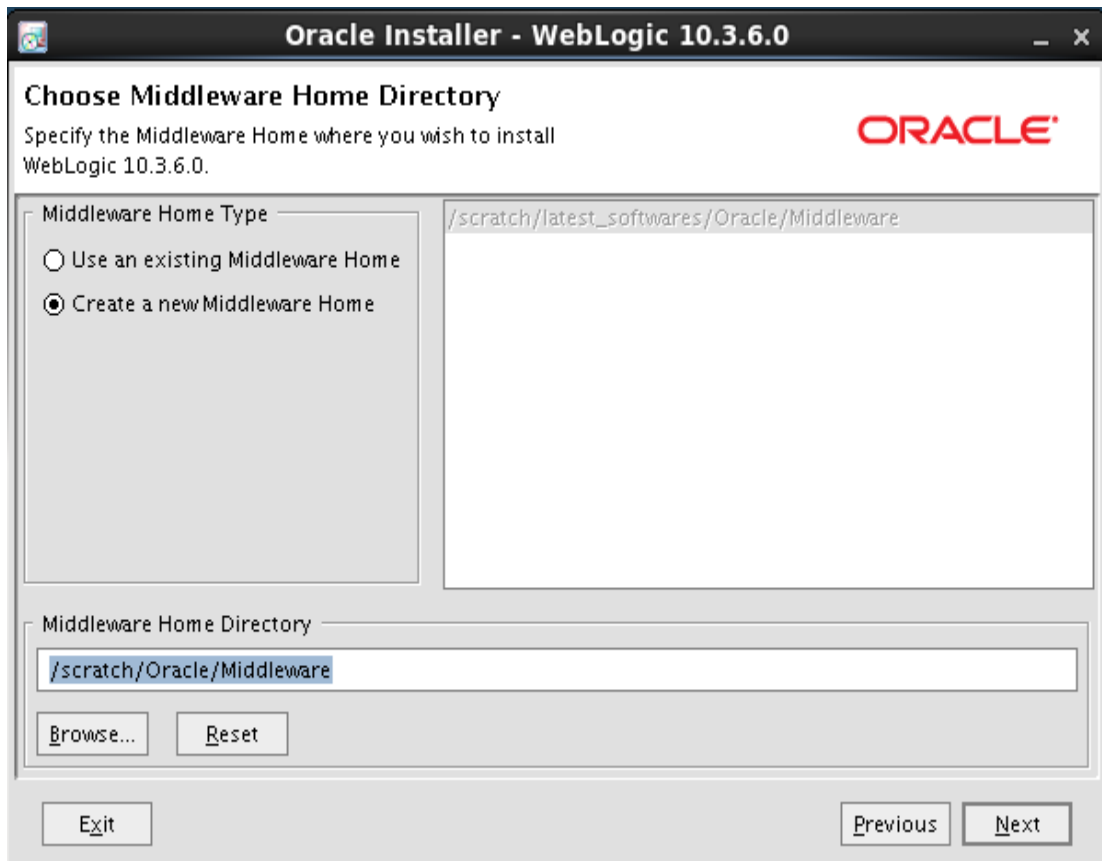 Oracle Installer - WebLogic 10.3.6.0
Choose Middleware Home Directory
Specify the Middleware Home where you wish to install
WebLogic 10.3.6.0.
ORACLE
Middleware Home Type
Use an existing Middleware Home
Create a new Middleware Home
/scratch/latest_softwares/Oracle/Middleware
Middleware Home Directory
/scratch/Oracle/Middleware
Browse...
Reset
Exit
Previous
Next